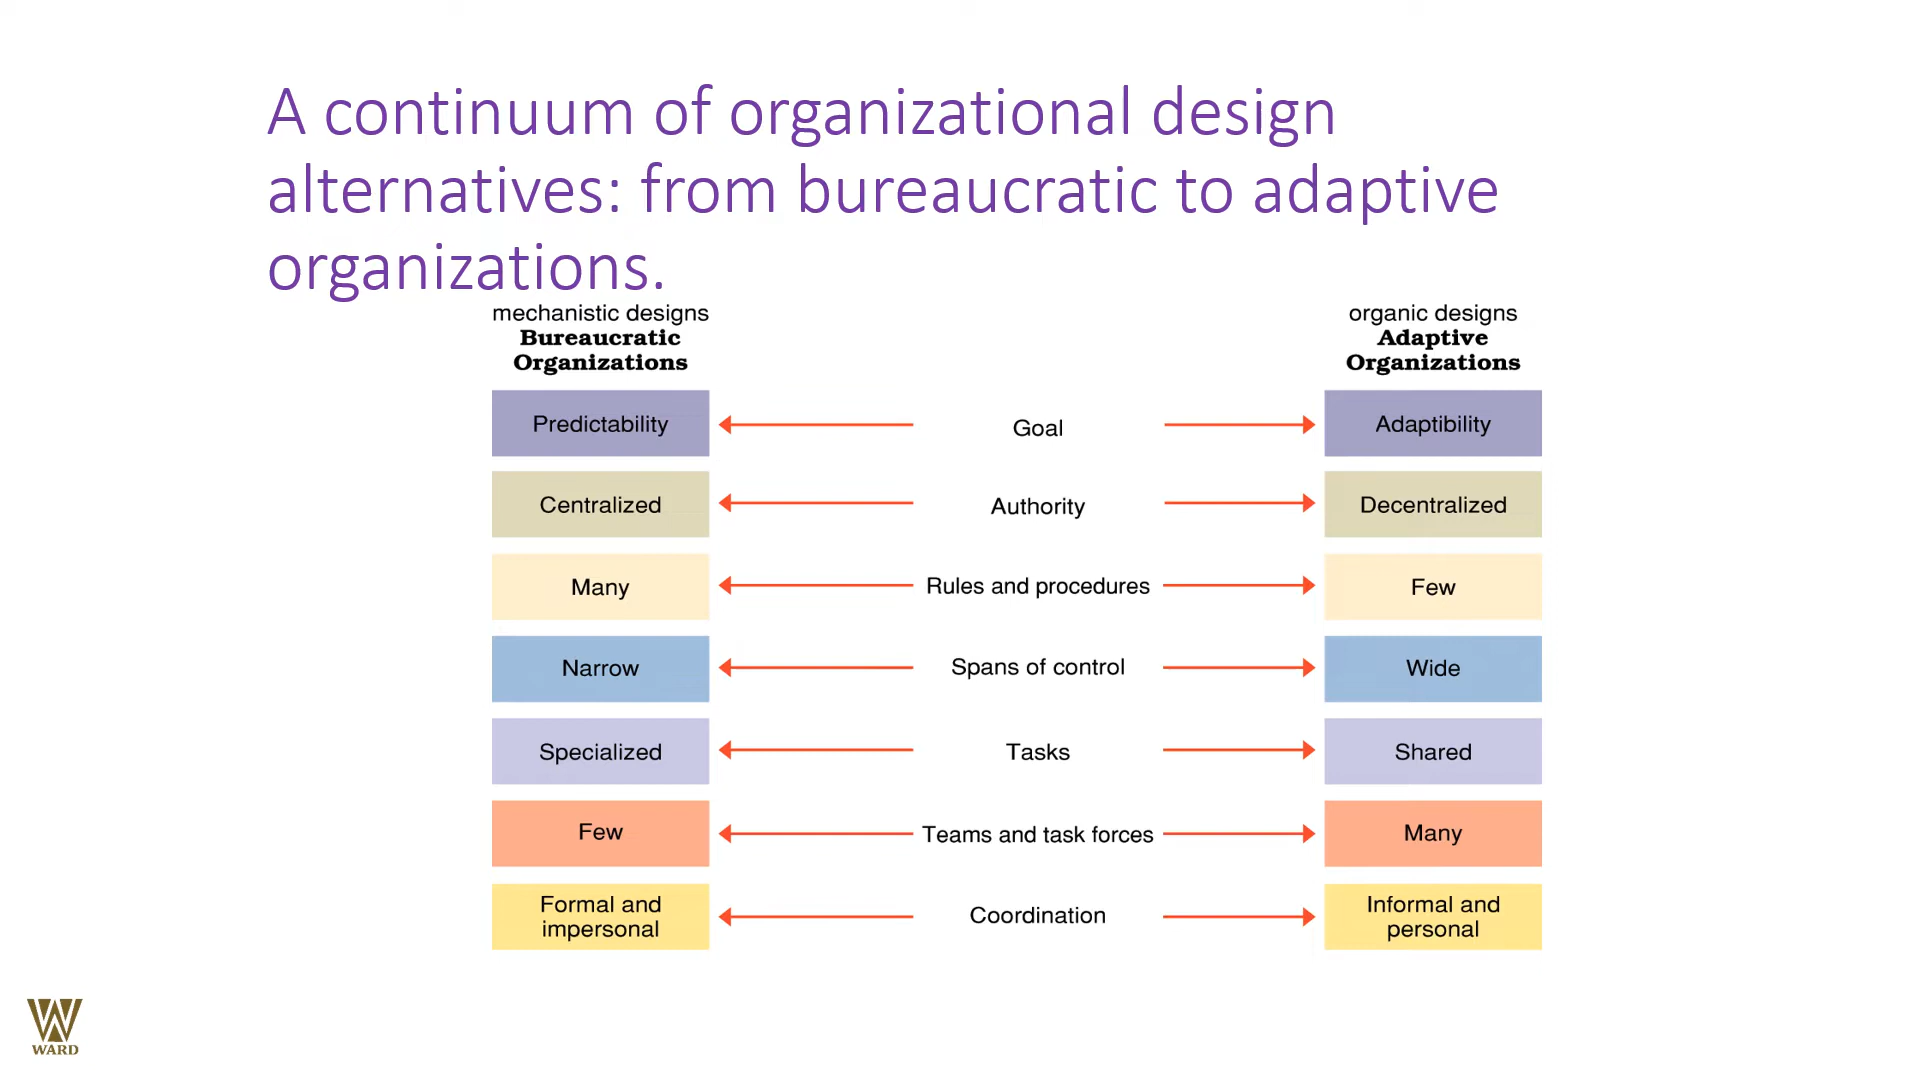 A continuum of organizational design
alternatives: from bureaucratic to adaptive
organizations.
mechanistic designs
Bureaucratic
Organizations
organic designs
Adaptive
Organizations
Predictability
Goal
Adaptibility
Centralized
Authority
Decentralized
Many
Rules and procedures
Few
Narrow
Spans of control
Wide
Specialized
Tasks
Shared
Few
Teams and task forces
Many
Formal and
impersonal
Coordination
Informal and
personal
WARD